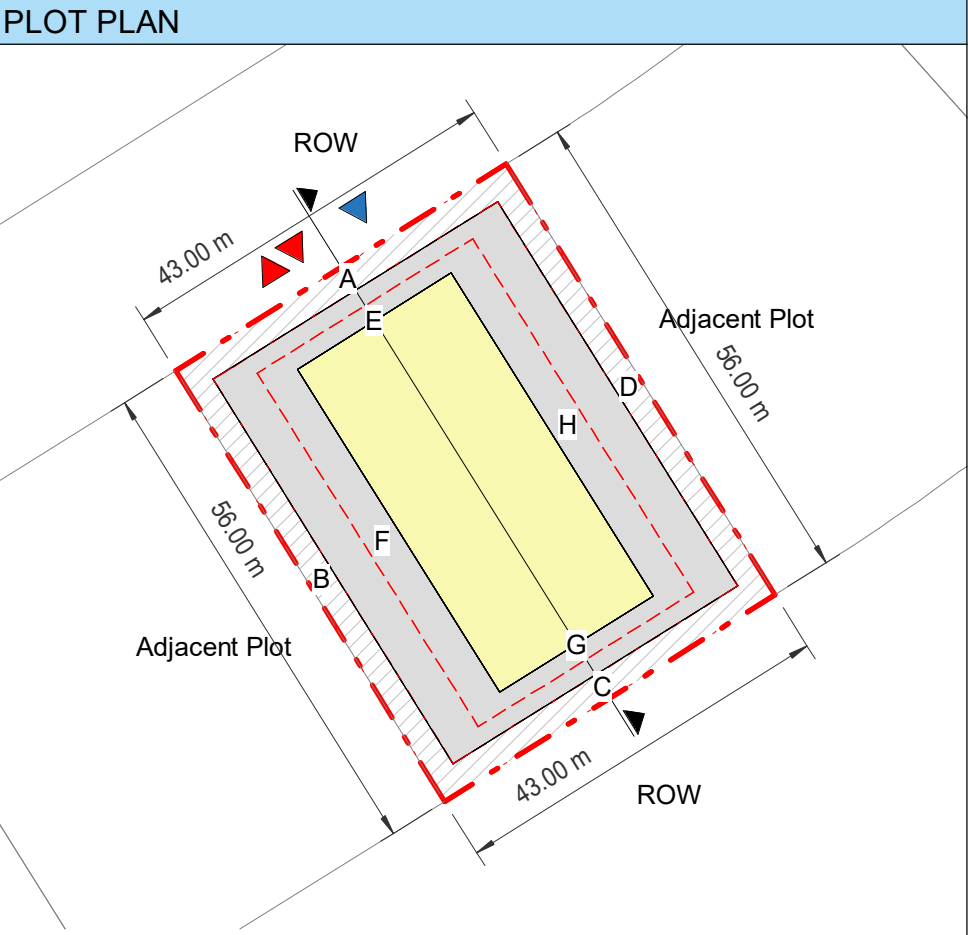 PLOT PLAN
ROW
43.00 m
A
E
Adjacent Plot
56.00 m
D
H
56.00 m
F
B
Adjacent Plot
G
C
43.00 m
ROW